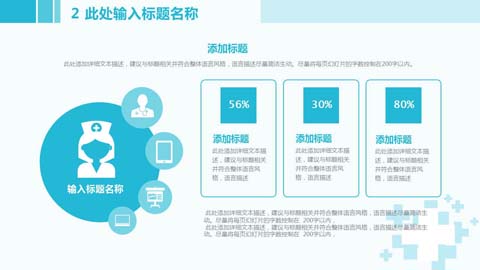 2 此处输入标题名称
添加标题
此处添加详细文本描述，建议与标题相关并符合整体语言风格，语言描述尽量简洁生动。尽量将每页幻灯片的字数控制在200字以内。
56%
添加标题
此处添加详细文本描
述，建议与标题相关
并符合整体语言风
格，语言描述
30%
添加标题
此处添加详细文本描
述，建议与标题相关
并符合整体语言风
格，语言描述
80%
添加标题
此处添加详细文本描
述，建议与标题相关
并符合整体语言风
格，语言描述
输入标题名称
此处添加详细文本描述，建议与标题相关并符合整体语言风格，语言描述尽量简洁生
动。尽量将每页幻灯片的字数控制在 200字以内，
此处添加详细文本描述，建议与标题相关并符合整体语言风格，语言描述尽量简洁生
动。尽量将每页幻灯片的字数控制在 200字以内，